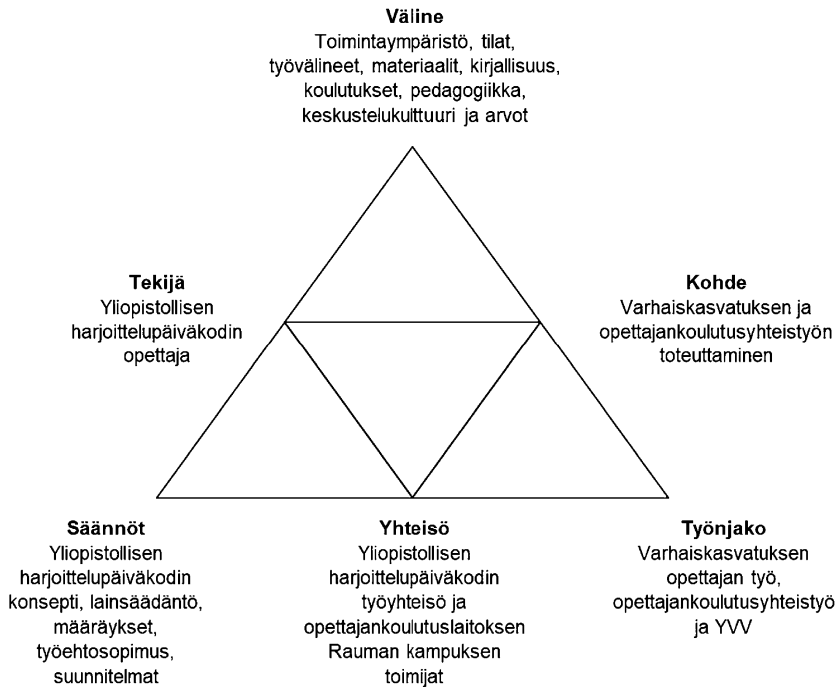 Väline
Toimintaympäristö, tilat,
työvälineet, materiaalit, kirjallisuus,
koulutukset, pedagogiikka,
keskustelukulttuuri ja arvot
Tekijä
Yliopistollisen
harjoittelupäiväkodin
opettaja
Kohde
Varhaiskasvatuksen ja
opettajankoulutusyhteistyön
toteuttaminen
Säännöt
Yliopistollisen
harjoittelupäiväkodin
konsepti, lainsäädäntö,
määräykset,
työehtosopimus,
suunnitelmat
Yhteisö
Yliopistollisen
harjoittelupäiväkodin
työyhteisö ja
opettajankoulutuslaitoksen
Rauman kampuksen
toimijat
Työnjako
Varhaiskasvatuksen
opettajan työ,
opettajankoulutusyhteistyö
ja YVV